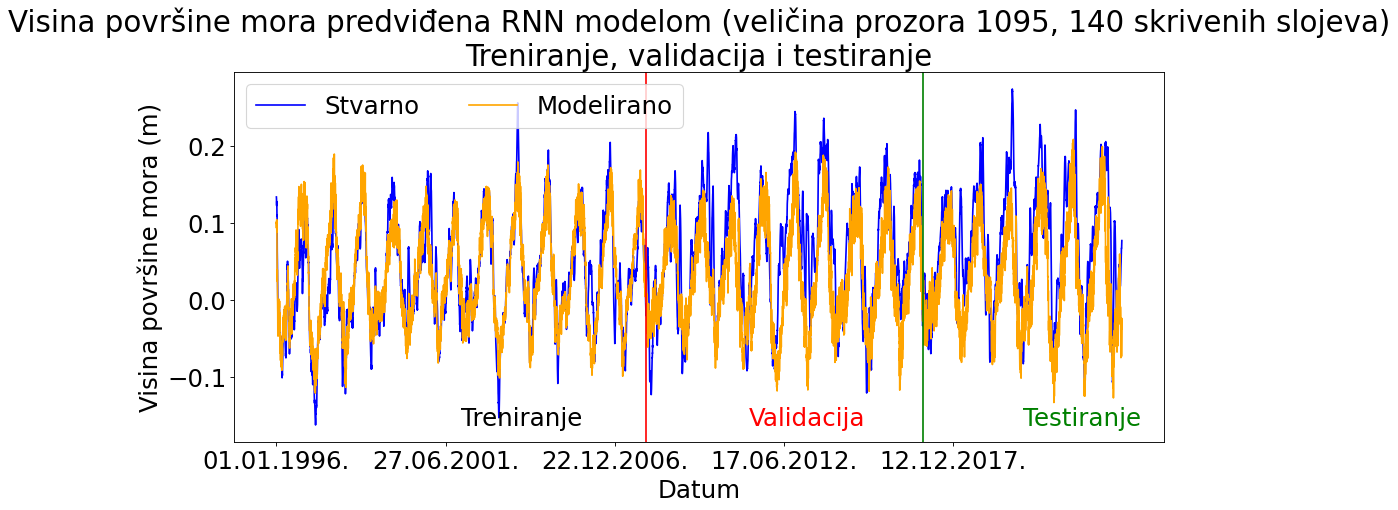 Visina površine mora predviđena RNN modelom (veličina prozora 1095, 140 skrivenih slojeva)
Treniranje, validacija i testiranje
Stvarno
Modelirano
Visina površine mora (m)
0.2
0.1
0.0
−0.1
Treniranje
Validacija
Testiranje
01.01.1996.
27.06.2001.
22.12.2006.
17.06.2012.
12.12.2017.
Datum